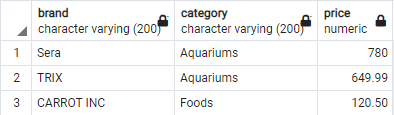 brand category price
character varying (200) character varying (200) numeric
1 Sera Aquariums 780
2 TRIX Aquariums 649.99
3 CARROT INC Foods 120.50